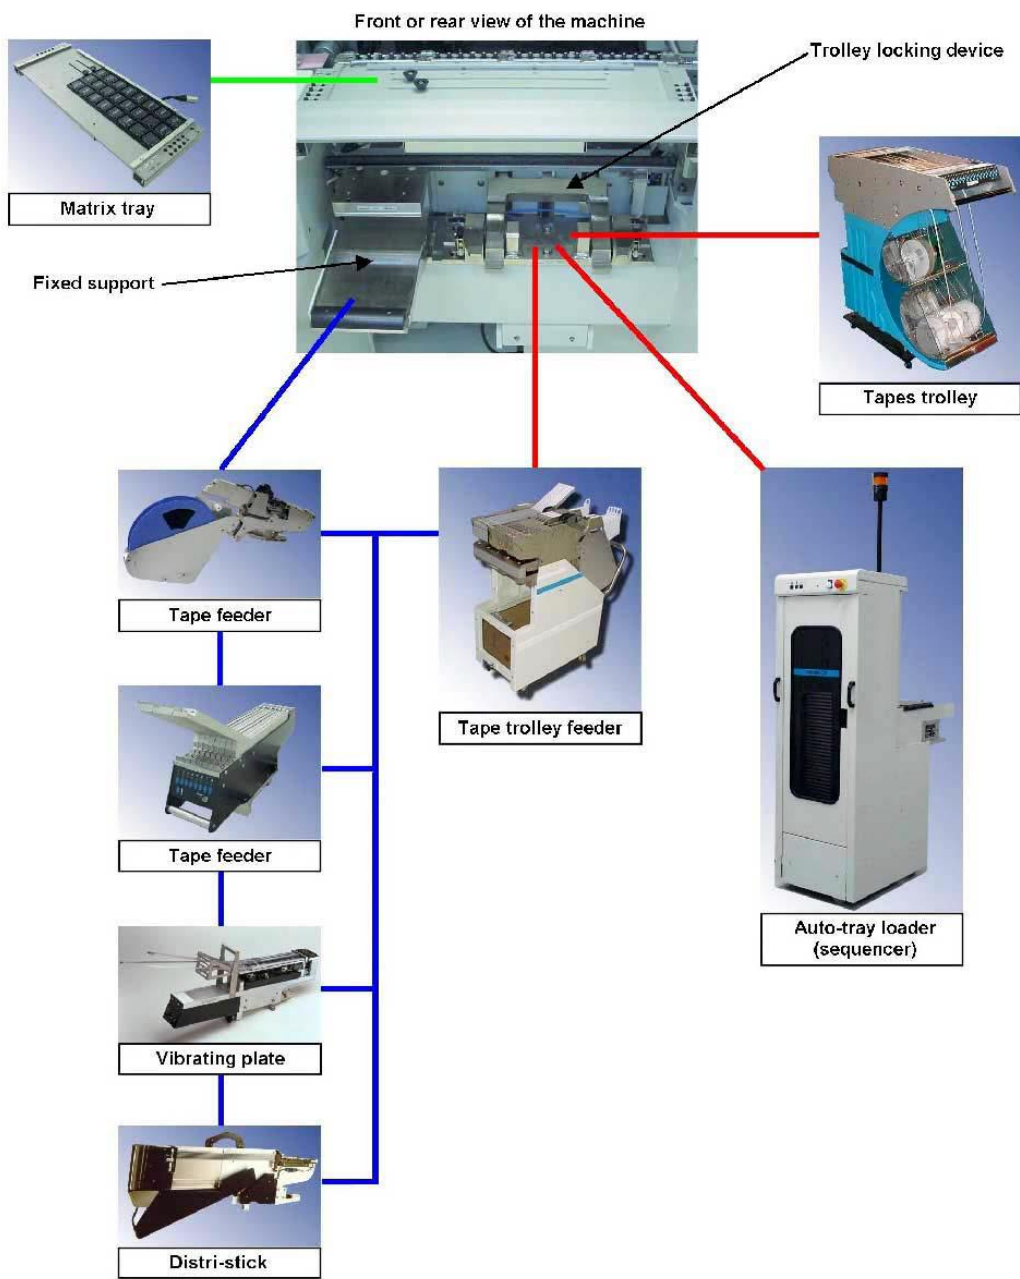 Front or rear view of the machine
Trolley locking device
Matrix tray
Fixed support
Tapes trolley
Tape feeder
Tape trolley feeder
Tape feeder
Auto-tray loader
(sequencer)
Vibrating plate
Distri-stick